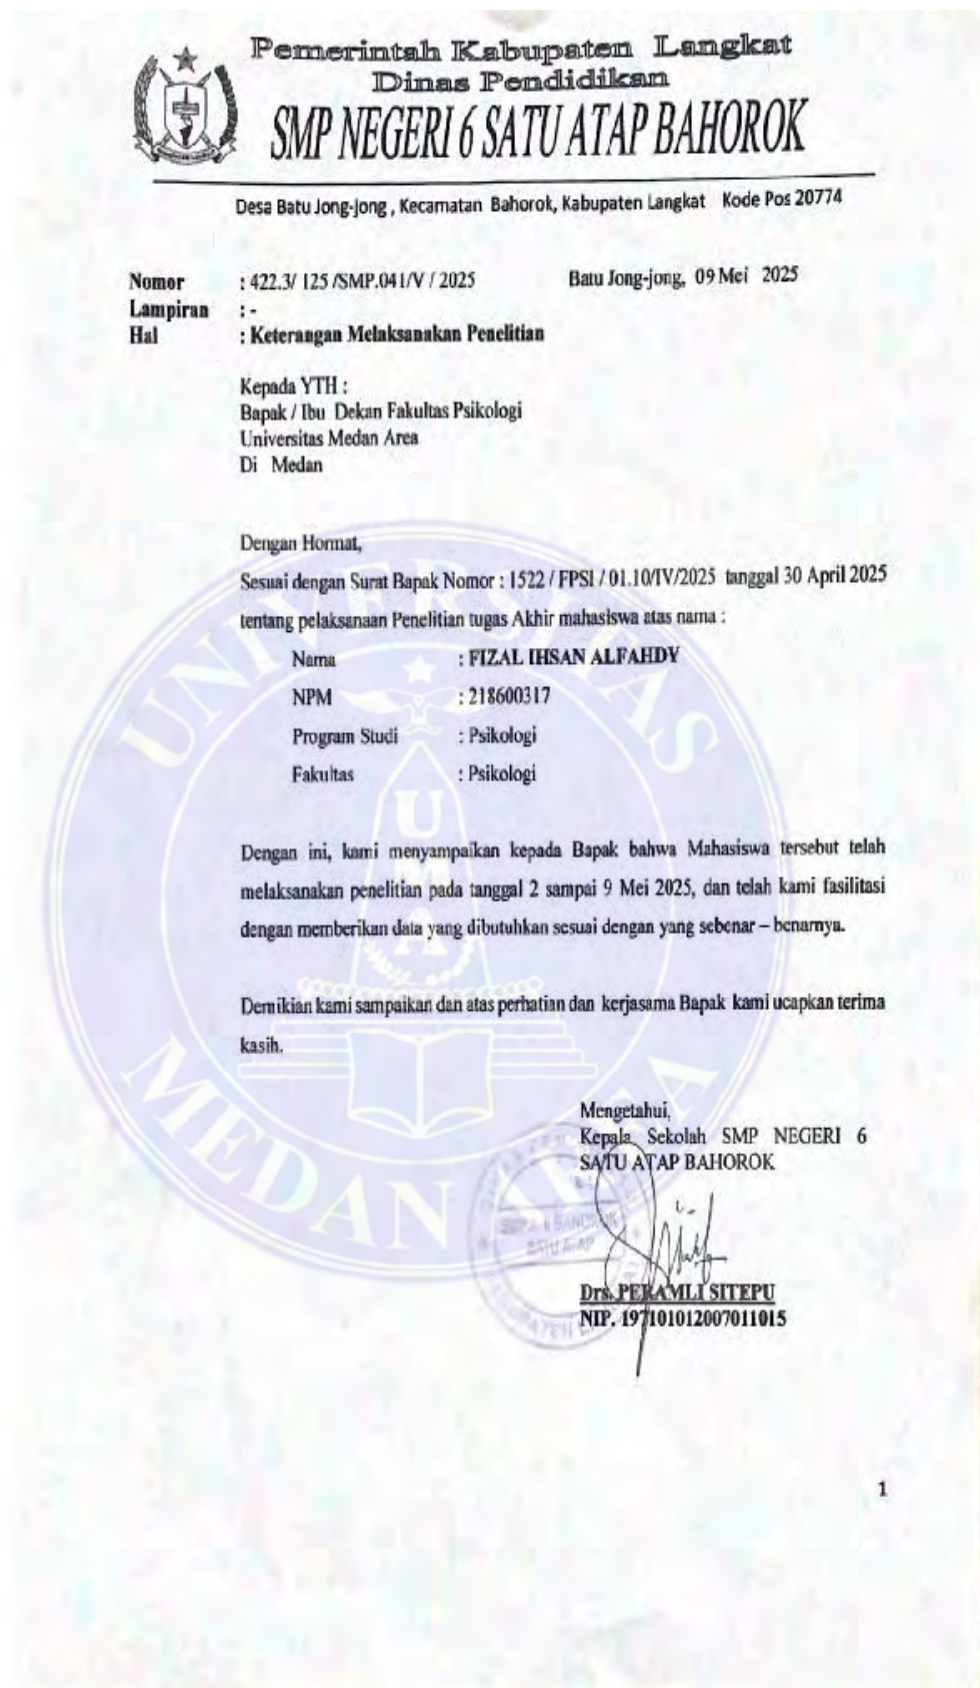 Pemerintah Kabupaten Langkat
Dinas Pendidikan
SMP NEGERI 6 SATU ATAP BAHOROK
Desa Batu Jong-jong , Kecamatan Bahorok, Kabupaten Langkat Kode Pos 20774
Nomor : 422.3/ 125 /SMP.041/V / 2025 Batu Jong-jong, 09 Mei 2025
Lampiran : -
Hal : Keterangan Melaksanakan Penelitian
Kepada YTH :
Bapak / Ibu Dekan Fakultas Psikologi
Universitas Medan Area
Di Medan
Dengan Hormat,
Sesuai dengan Surat Bapak Nomor : 1522 / FPSI / 01.10/IV/2025 tanggal 30 April 2025
tentang pelaksanaan Penelitian tugas Akhir mahasiswa atas nama :
Nama : FIZAL IHSAN ALFAHDY
NPM : 218600317
Program Studi : Psikologi
Fakultas : Psikologi
Dengan ini, kami menyampaikan kepada Bapak bahwa Mahasiswa tersebut telah
melaksanakan penelitian pada tanggal 2 sampai 9 Mei 2025, dan telah kami fasilitasi
dengan memberikan data yang dibutuhkan sesuai dengan yang sebenar – benarnya.
Demikian kami sampaikan dan atas perhatian dan kerjasama Bapak kami ucapkan terima
kasih.
Mengetahui,
Kepala Sekolah SMP NEGERI 6
SATU ATAP BAHOROK
Drs. PERAMLI SITEPU
NIP. 197101012007011015
1
UNIVERSITAS
UMA
MEDAN AREA